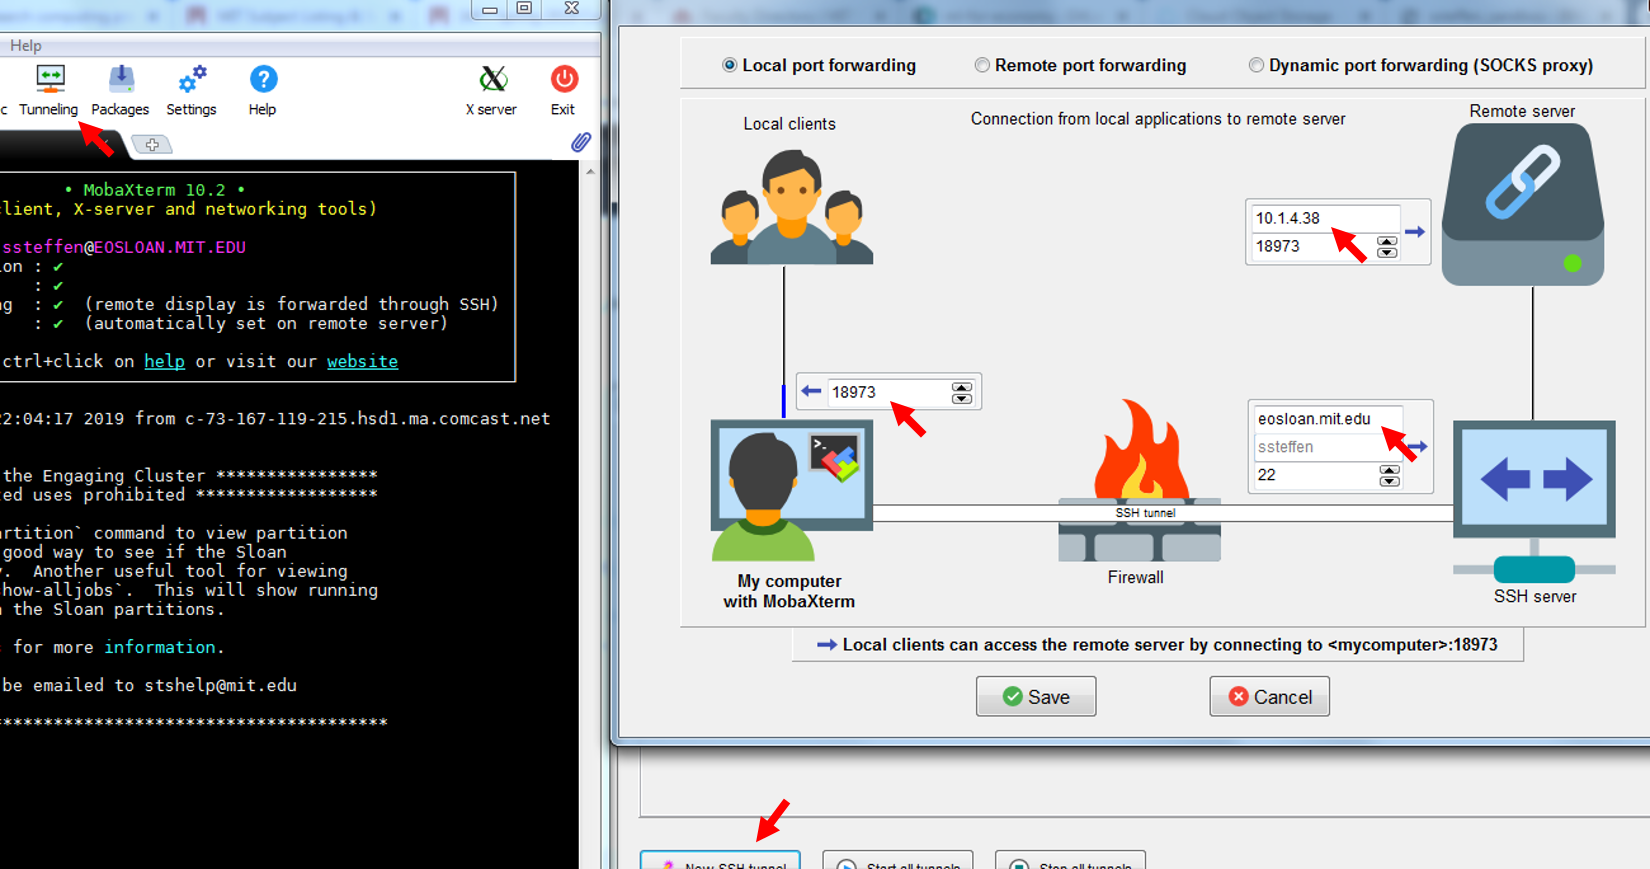 Help
c Tunneling Packages Settings Help X server Exit
• MobaXterm 10.2 •
client, X-server and networking tools)
ssteffen@EOSLOAN.MIT.EDU
on : ✔
: ✔
ng : ✔ (remote display is forwarded through SSH)
: ✔ (automatically set on remote server)
ctrl+click on help or visit our website
22:04:17 2019 from c-73-167-119-215.hsd1.ma.comcast.net
the Engaging Cluster ****************
ted uses prohibited ******************
artition` command to view partition
good way to see if the Sloan
y. Another useful tool for viewing
how-alljobs`. This will show running
n the Sloan partitions.
for more information.
be emailed to stshelp@mit.edu
**************************************
Local port forwarding
Remote port forwarding
Dynamic port forwarding (SOCKS proxy)
Local clients
Connection from local applications to remote server
Remote server
10.1.4.38
18973
18973
eosloan.mit.edu
ssteffen
22
SSH tunnel
Firewall
My computer
with MobaXterm
SSH server
Local clients can access the remote server by connecting to <mycomputer>:18973
Save
Cancel
New SSH tunnel
Start all tunnels
Stop all tunnels